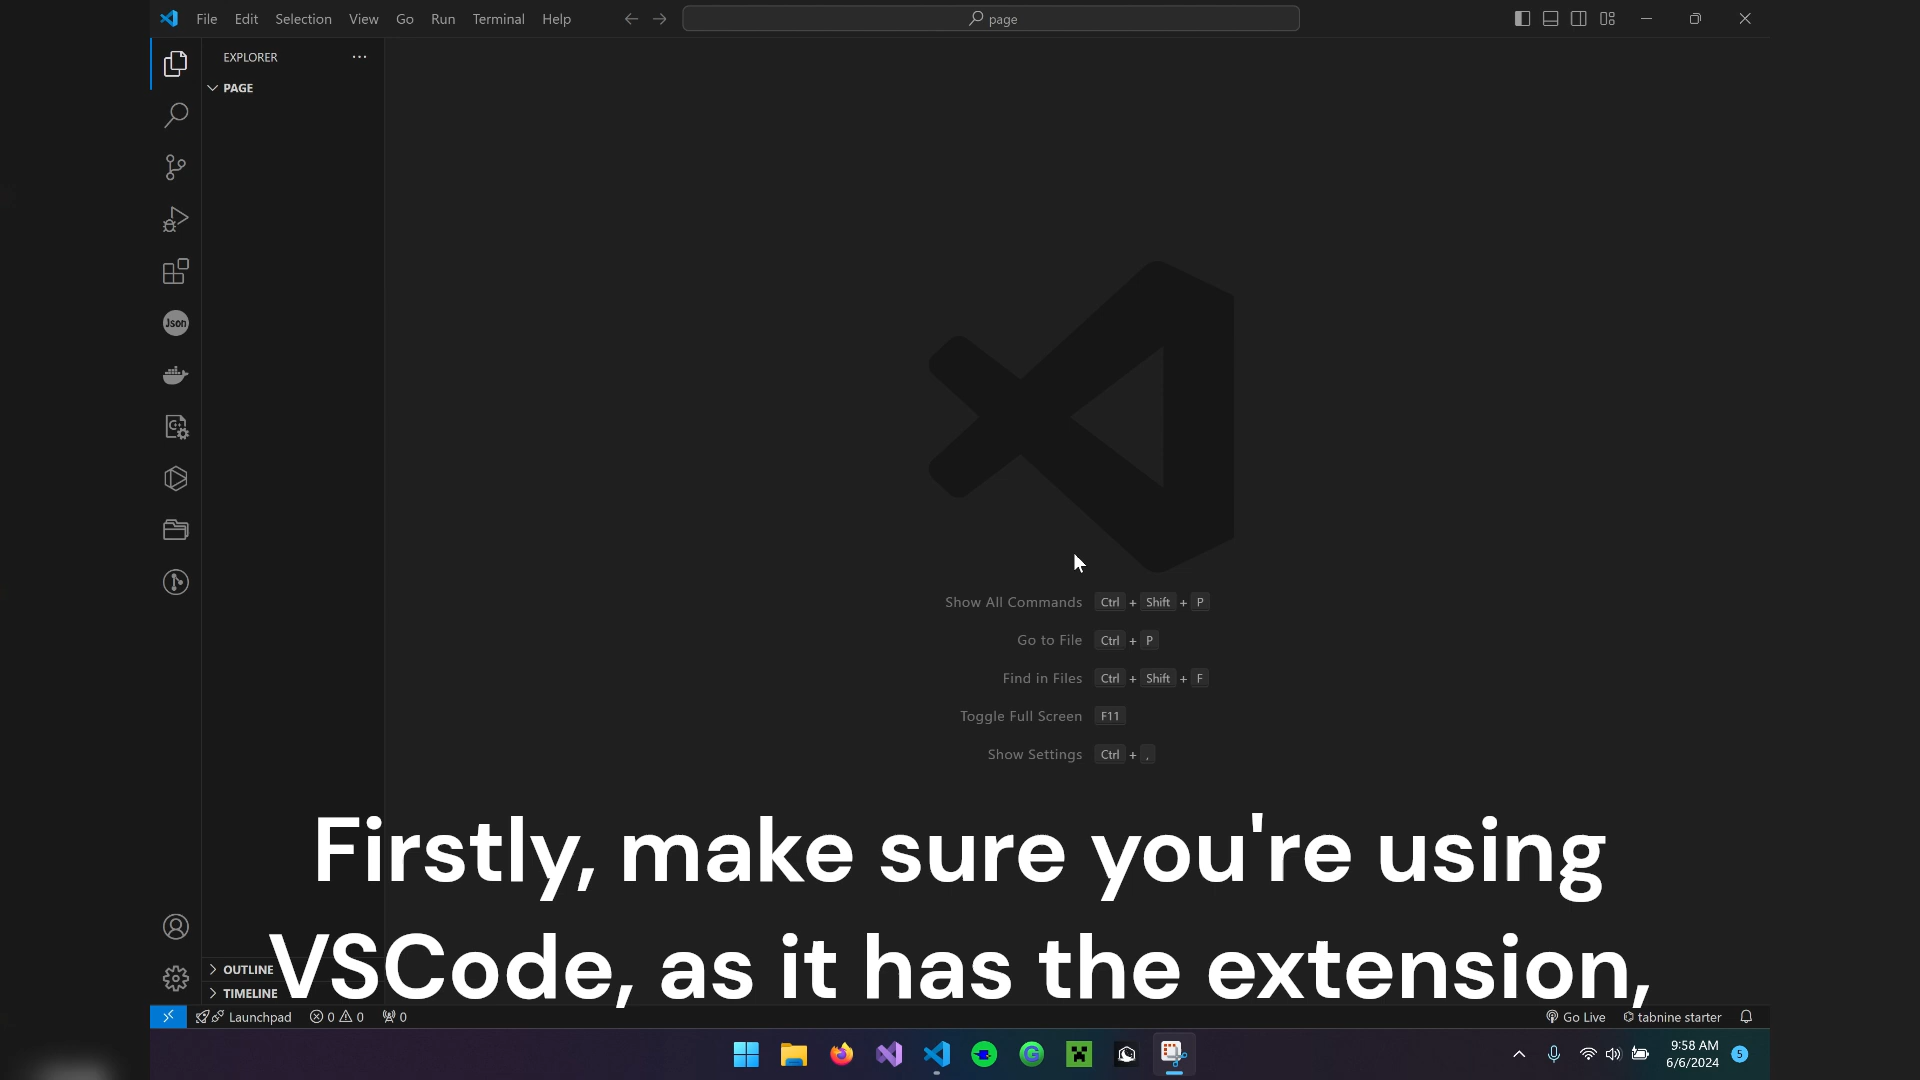 File Edit Selection View Go Run Terminal Help
page
EXPLORER
PAGE
Json
Show All Commands Ctrl + Shift + P
Go to File Ctrl + P
Find in Files Ctrl + Shift + F
Toggle Full Screen F11
Show Settings Ctrl + ,
Firstly, make sure you're using
VSCode, as it has the extension,
OUTLINE
TIMELINE
Launchpad 0 0 0
Go Live tabnine starter
9:58 AM
6/6/2024
5